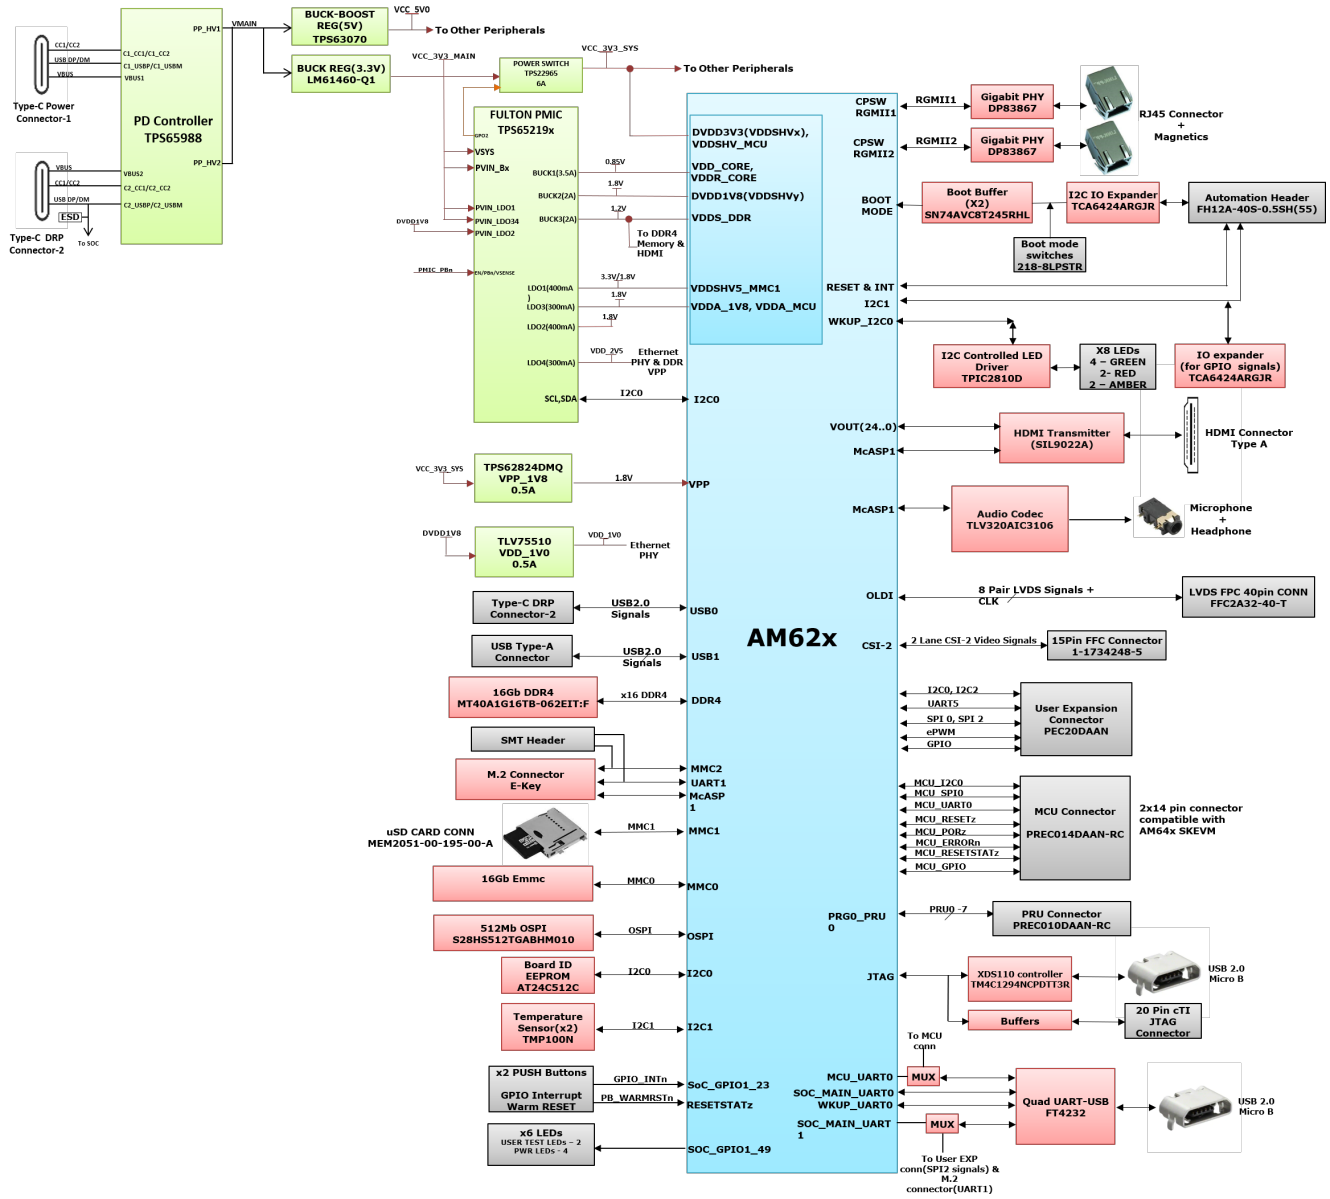 Type-C Power
Connector-1
CC1/CC2
USB DP/DM
VBUS
C1_CC1/C1_CC2
C1_USBP/C1_USBM
VBUS1
PD Controller
TPS65988
PP_HV1
PP_HV2
VBUS
CC1/CC2
USB DP/DM
VBUS2
C2_CC1/C2_CC2
C2_USBP/C2_USBM
ESD
To SOC
Type-C DRP
Connector-2
VMAIN
BUCK-BOOST
REG(5V)
TPS63070
VCC_5V0
To Other Peripherals
BUCK REG(3.3V)
LM61460-Q1
VCC_3V3_MAIN
POWER SWITCH
TPS22965
6A
VCC_3V3_SYS
To Other Peripherals
FULTON PMIC
TPS65219x
GPO2
VSYS
PVIN_Bx
PVIN_LDO1
PVIN_LDO34
PVIN_LDO2
DVDD1V8
PMIC_PBn
EN/PBn/VSENSE
BUCK1(3.5A)
BUCK2(2A)
BUCK3(2A)
LDO1(400mA
)
LDO3(300mA)
LDO2(400mA)
LDO4(300mA)
SCL,SDA
0.85V
1.8V
1.2V
To DDR4
Memory &
HDMI
3.3V/1.8V
1.8V
1.8V
VDD_2V5
Ethernet
PHY & DDR
VPP
I2C0
DVDD3V3(VDDSHVx),
VDDSHV_MCU
VDD_CORE,
VDDR_CORE
DVDD1V8(VDDSHVy)
VDDS_DDR
VDDSHV5_MMC1
VDDA_1V8, VDDA_MCU
I2C0
VCC_3V3_SYS
TPS62824DMQ
VPP_1V8
0.5A
1.8V
VPP
DVDD1V8
TLV75510
VDD_1V0
0.5A
VDD_1V0
Ethernet
PHY
Type-C DRP
Connector-2
USB2.0
Signals
USB0
USB Type-A
Connector
USB2.0
Signals
USB1
16Gb DDR4
MT40A1G16TB-062EIT:F
x16 DDR4
DDR4
SMT Header
M.2 Connector
E-Key
MMC2
UART1
McASP
1
uSD CARD CONN
MEM2051-00-195-00-A
MMC1
MMC1
16Gb Emmc
MMC0
MMC0
512Mb OSPI
S28HS512TGABHM010
OSPI
OSPI
Board ID
EEPROM
AT24C512C
I2C0
I2C0
Temperature
Sensor(x2)
TMP100N
I2C1
I2C1
x2 PUSH Buttons
GPIO Interrupt
Warm RESET
GPIO_INTn
PB_WARMRSTn
SoC_GPIO1_23
RESETSTATz
x6 LEDs
USER TEST LEDs – 2
PWR LEDs - 4
SOC_GPIO1_49
AM62x
CPSW
RGMII1
RGMII1
Gigabit PHY
DP83867
CPSW
RGMII2
RGMII2
Gigabit PHY
DP83867
RJ45 Connector
+
Magnetics
BOOT
MODE
Boot Buffer
(X2)
SN74AVC8T245RHL
I2C IO Expander
TCA6424ARGJR
Automation Header
FH12A-40S-0.5SH(55)
Boot mode
switches
218-8LPSTR
RESET & INT
I2C1
WKUP_I2C0
I2C Controlled LED
Driver
TPIC2810D
X8 LEDs
4 – GREEN
2- RED
2 – AMBER
IO expander
(for GPIO signals)
TCA6424ARGJR
VOUT(24..0)
McASP1
HDMI Transmitter
(SIL9022A)
HDMI Connector
Type A
McASP1
Audio Codec
TLV320AIC3106
Microphone
+
Headphone
OLDI
8 Pair LVDS Signals +
CLK
LVDS FPC 40pin CONN
FFC2A32-40-T
CSI-2
2 Lane CSI-2 Video Signals
15Pin FFC Connector
1-1734248-5
I2C0, I2C2
UART5
SPI 0, SPI 2
ePWM
GPIO
User Expansion
Connector
PEC20DAAN
MCU_I2C0
MCU_SPI0
MCU_UART0
MCU_RESETz
MCU_PORz
MCU_ERRORn
MCU_RESETSTATz
MCU_GPIO
MCU Connector
PREC014DAAN-RC
2x14 pin connector
compatible with
AM64x SKEVM
PRG0_PRU
0
PRU0 -7
PRU Connector
PREC010DAAN-RC
JTAG
XDS110 controller
TM4C1294NCPDTT3R
USB 2.0
Micro B
Buffers
20 Pin cTI
JTAG
Connector
To MCU
conn
MCU_UART0
MUX
SOC_MAIN_UART0
WKUP_UART0
SOC_MAIN_UART
1
MUX
Quad UART-USB
FT4232
USB 2.0
Micro B
To User EXP
conn(SPI2 signals) &
M.2
connector(UART1)